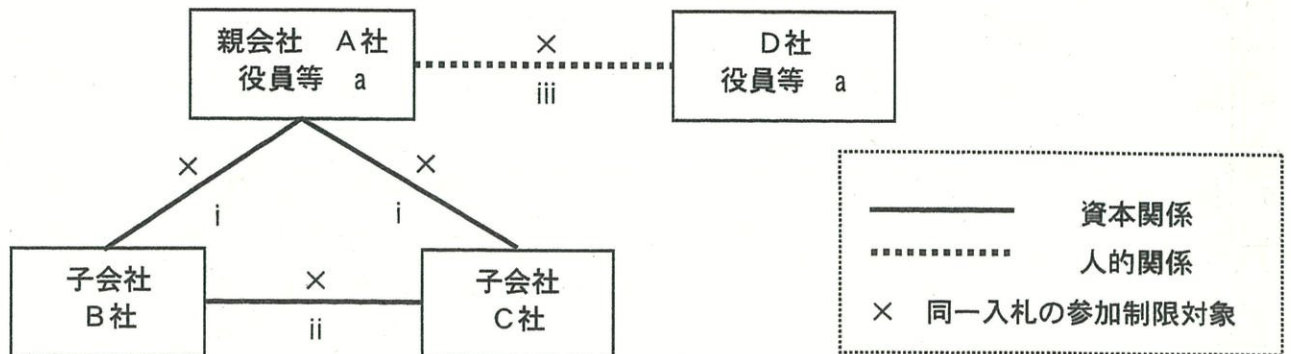 親会社　A社
役員等　a
×
iii
D社
役員等　a
×
i
×
i
子会社
B社
×
ii
子会社
C社
資本関係
人的関係
×　同一入札の参加制限対象